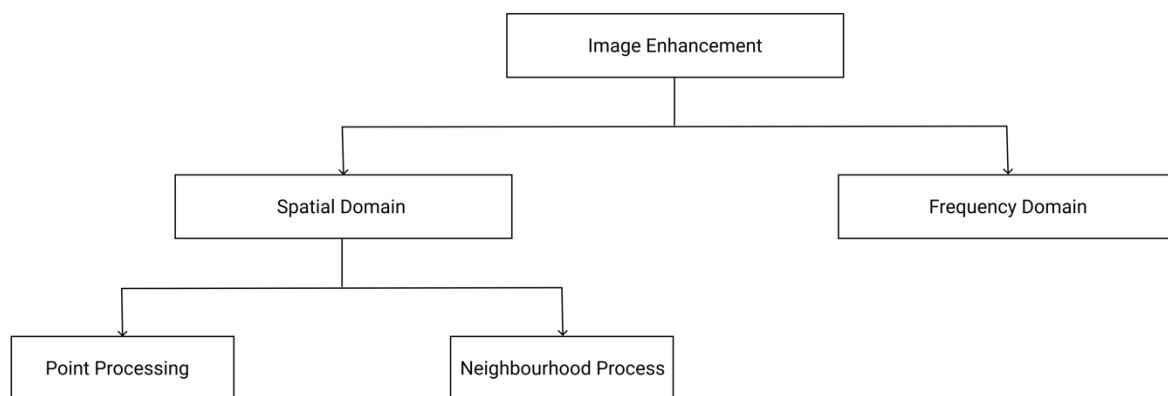 Image Enhancement
Spatial Domain
Frequency Domain
Point Processing
Neighbourhood Process